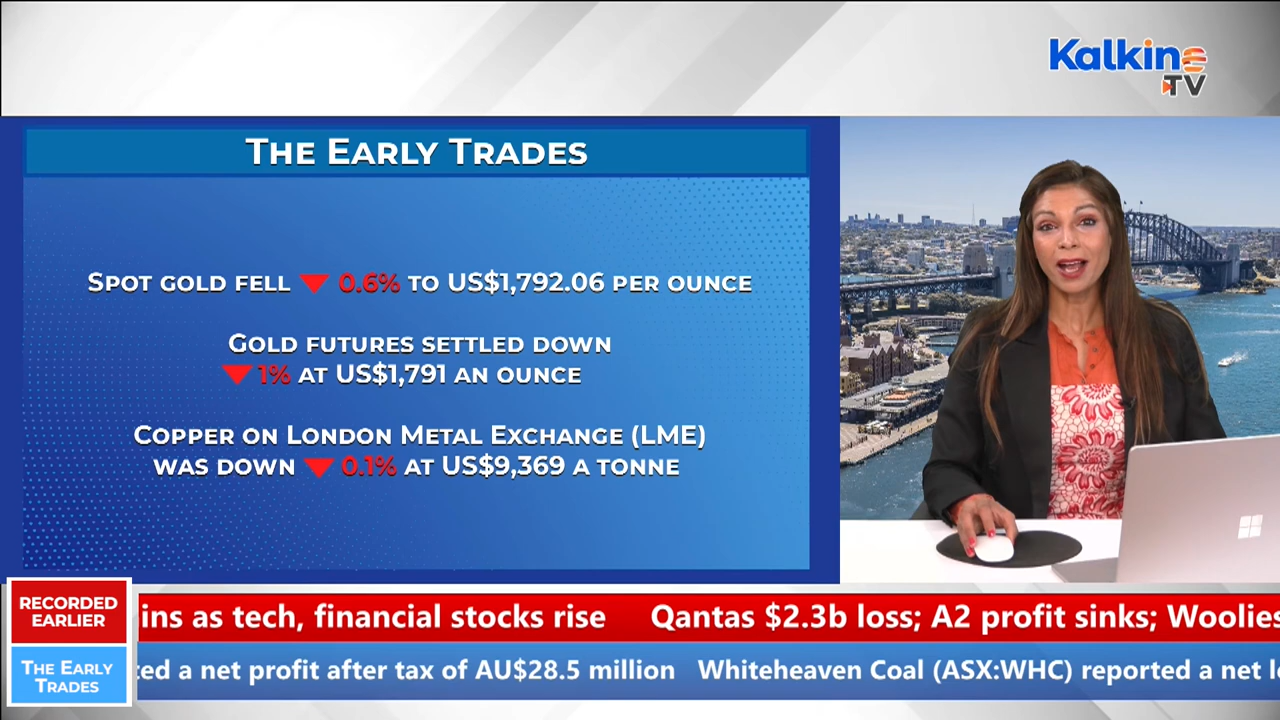 Kalkine
TV
THE EARLY TRADES
SPOT GOLD FELL 0.6% TO US$1,792.06 PER OUNCE
GOLD FUTURES SETTLED DOWN
1% AT US$1,791 AN OUNCE
COPPER ON LONDON METAL EXCHANGE (LME)
WAS DOWN 0.1% AT US$9,369 A TONNE
RECORDED
EARLIER
ins as tech, financial stocks rise Qantas $2.3b loss; A2 profit sinks; Woolies
THE EARLY
TRADES
ted a net profit after tax of AU$28.5 million Whiteheaven Coal (ASX:WHC) reported a net